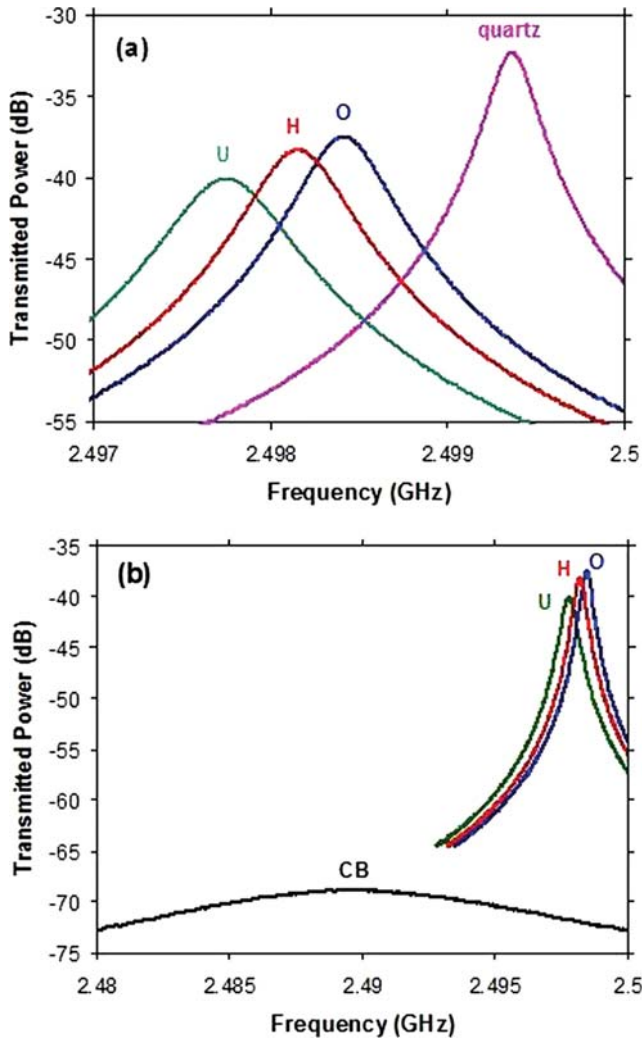 (a)
quartz
U
H
O
Transmitted Power (dB)
-30
-35
-40
-45
-50
-55
2.497
2.498
2.499
2.5
Frequency (GHz)
(b)
H
O
U
CB
Transmitted Power (dB)
-35
-40
-45
-50
-55
-60
-65
-70
-75
2.48
2.485
2.49
2.495
2.5
Frequency (GHz)